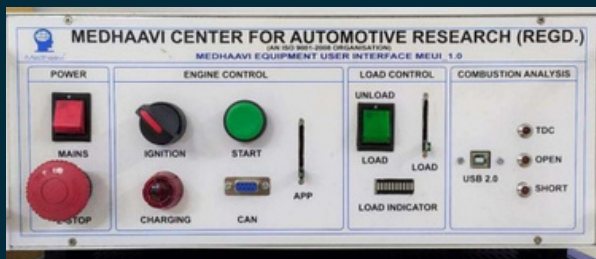 MEDHAAVI CENTER FOR AUTOMOTIVE RESEARCH (REGD.)
(AN ISO 9001-2008 ORGANISATION)
Medhaavi
MEDHAAVI EQUIPMENT USER INTERFACE MEUI_1.0
POWER
MAINS
E-STOP
ENGINE CONTROL
IGNITION
START
CHARGING
CAN
APP
LOAD CONTROL
UNLOAD
LOAD
LOAD
LOAD INDICATOR
COMBUSTION ANALYSIS
USB 2.0
TDC
OPEN
SHORT